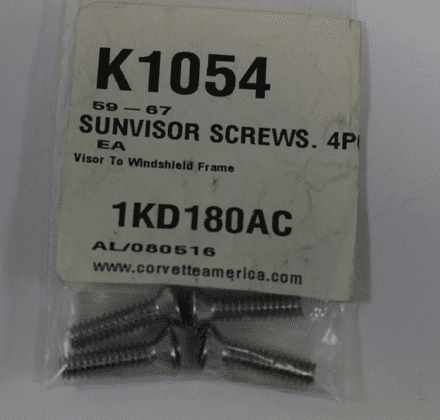 K1054
59 — 67
SUNVISOR SCREWS. 4P
EA
Visor To Windshield Frame
1KD180AC
AL/080516
www.corvetteamerica.com